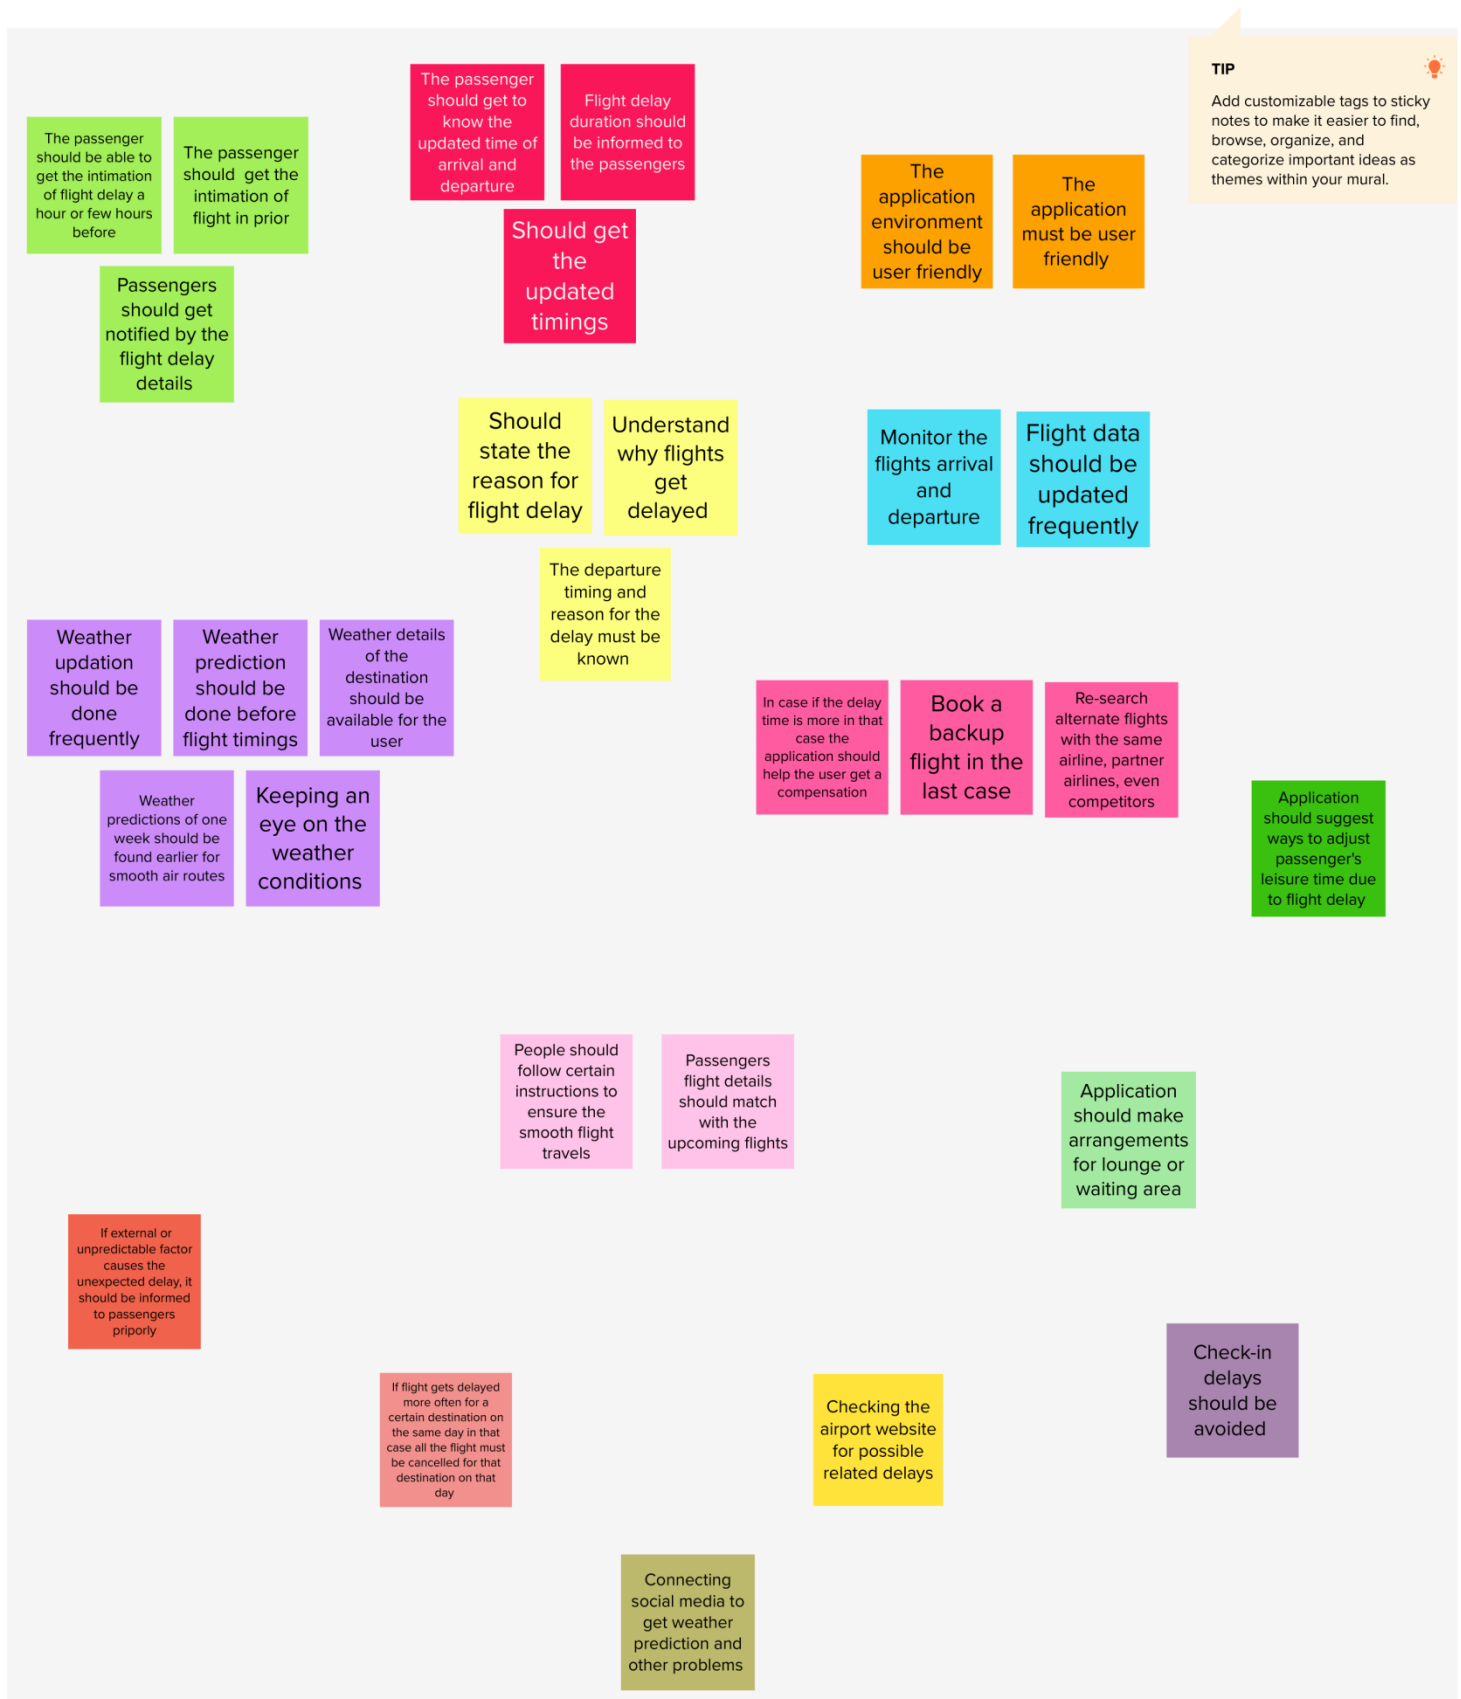 TIP
Add customizable tags to sticky
notes to make it easier to find,
browse, organize, and
categorize important ideas as
themes within your mural.
The passenger
should be able to
get the intimation
of flight delay a
hour or few hours
before
The passenger
should get the
intimation of
flight in prior
Passengers
should get
notified by the
flight delay
details
The passenger
should get to
know the
updated time of
arrival and
departure
Flight delay
duration should
be informed to
the passengers
Should get
the
updated
timings
The
application
environment
should be
user friendly
The
application
must be user
friendly
Should
state the
reason for
flight delay
Understand
why flights
get
delayed
The departure
timing and
reason for the
delay must be
known
Monitor the
flights arrival
and
departure
Flight data
should be
updated
frequently
Weather
updation
should be
done
frequently
Weather
prediction
should be
done before
flight timings
Weather details
of the
destination
should be
available for the
user
Weather
predictions of one
week should be
found earlier for
smooth air routes
Keeping an
eye on the
weather
conditions
In case if the delay
time is more in that
case the
application should
help the user get a
compensation
Book a
backup
flight in the
last case
Re-search
alternate flights
with the same
airline, partner
airlines, even
competitors
Application
should suggest
ways to adjust
passenger's
leisure time due
to flight delay
People should
follow certain
instructions to
ensure the
smooth flight
travels
Passengers
flight details
should match
with the
upcoming flights
Application
should make
arrangements
for lounge or
waiting area
If external or
unpredictable factor
causes the
unexpected delay, it
should be informed
to passengers
priporly
If flight gets delayed
more often for a
certain destination on
the same day in that
case all the flight must
be cancelled for that
destination on that
day
Checking the
airport website
for possible
related delays
Check-in
delays
should be
avoided
Connecting
social media to
get weather
prediction and
other problems